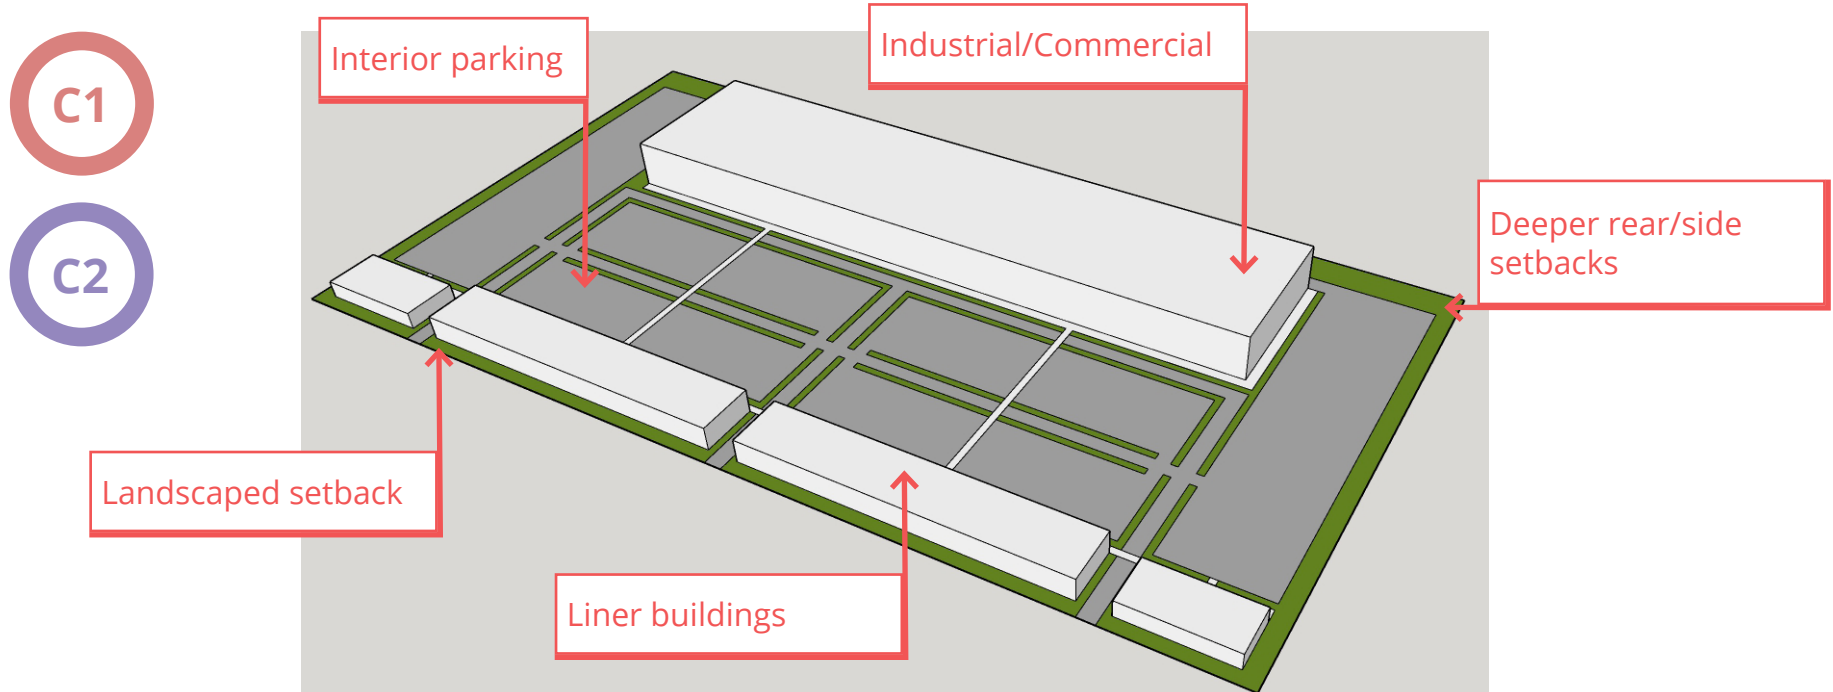 C1
C2
Interior parking
Industrial/Commercial
Deeper rear/side
setbacks
Landscaped setback
Liner buildings